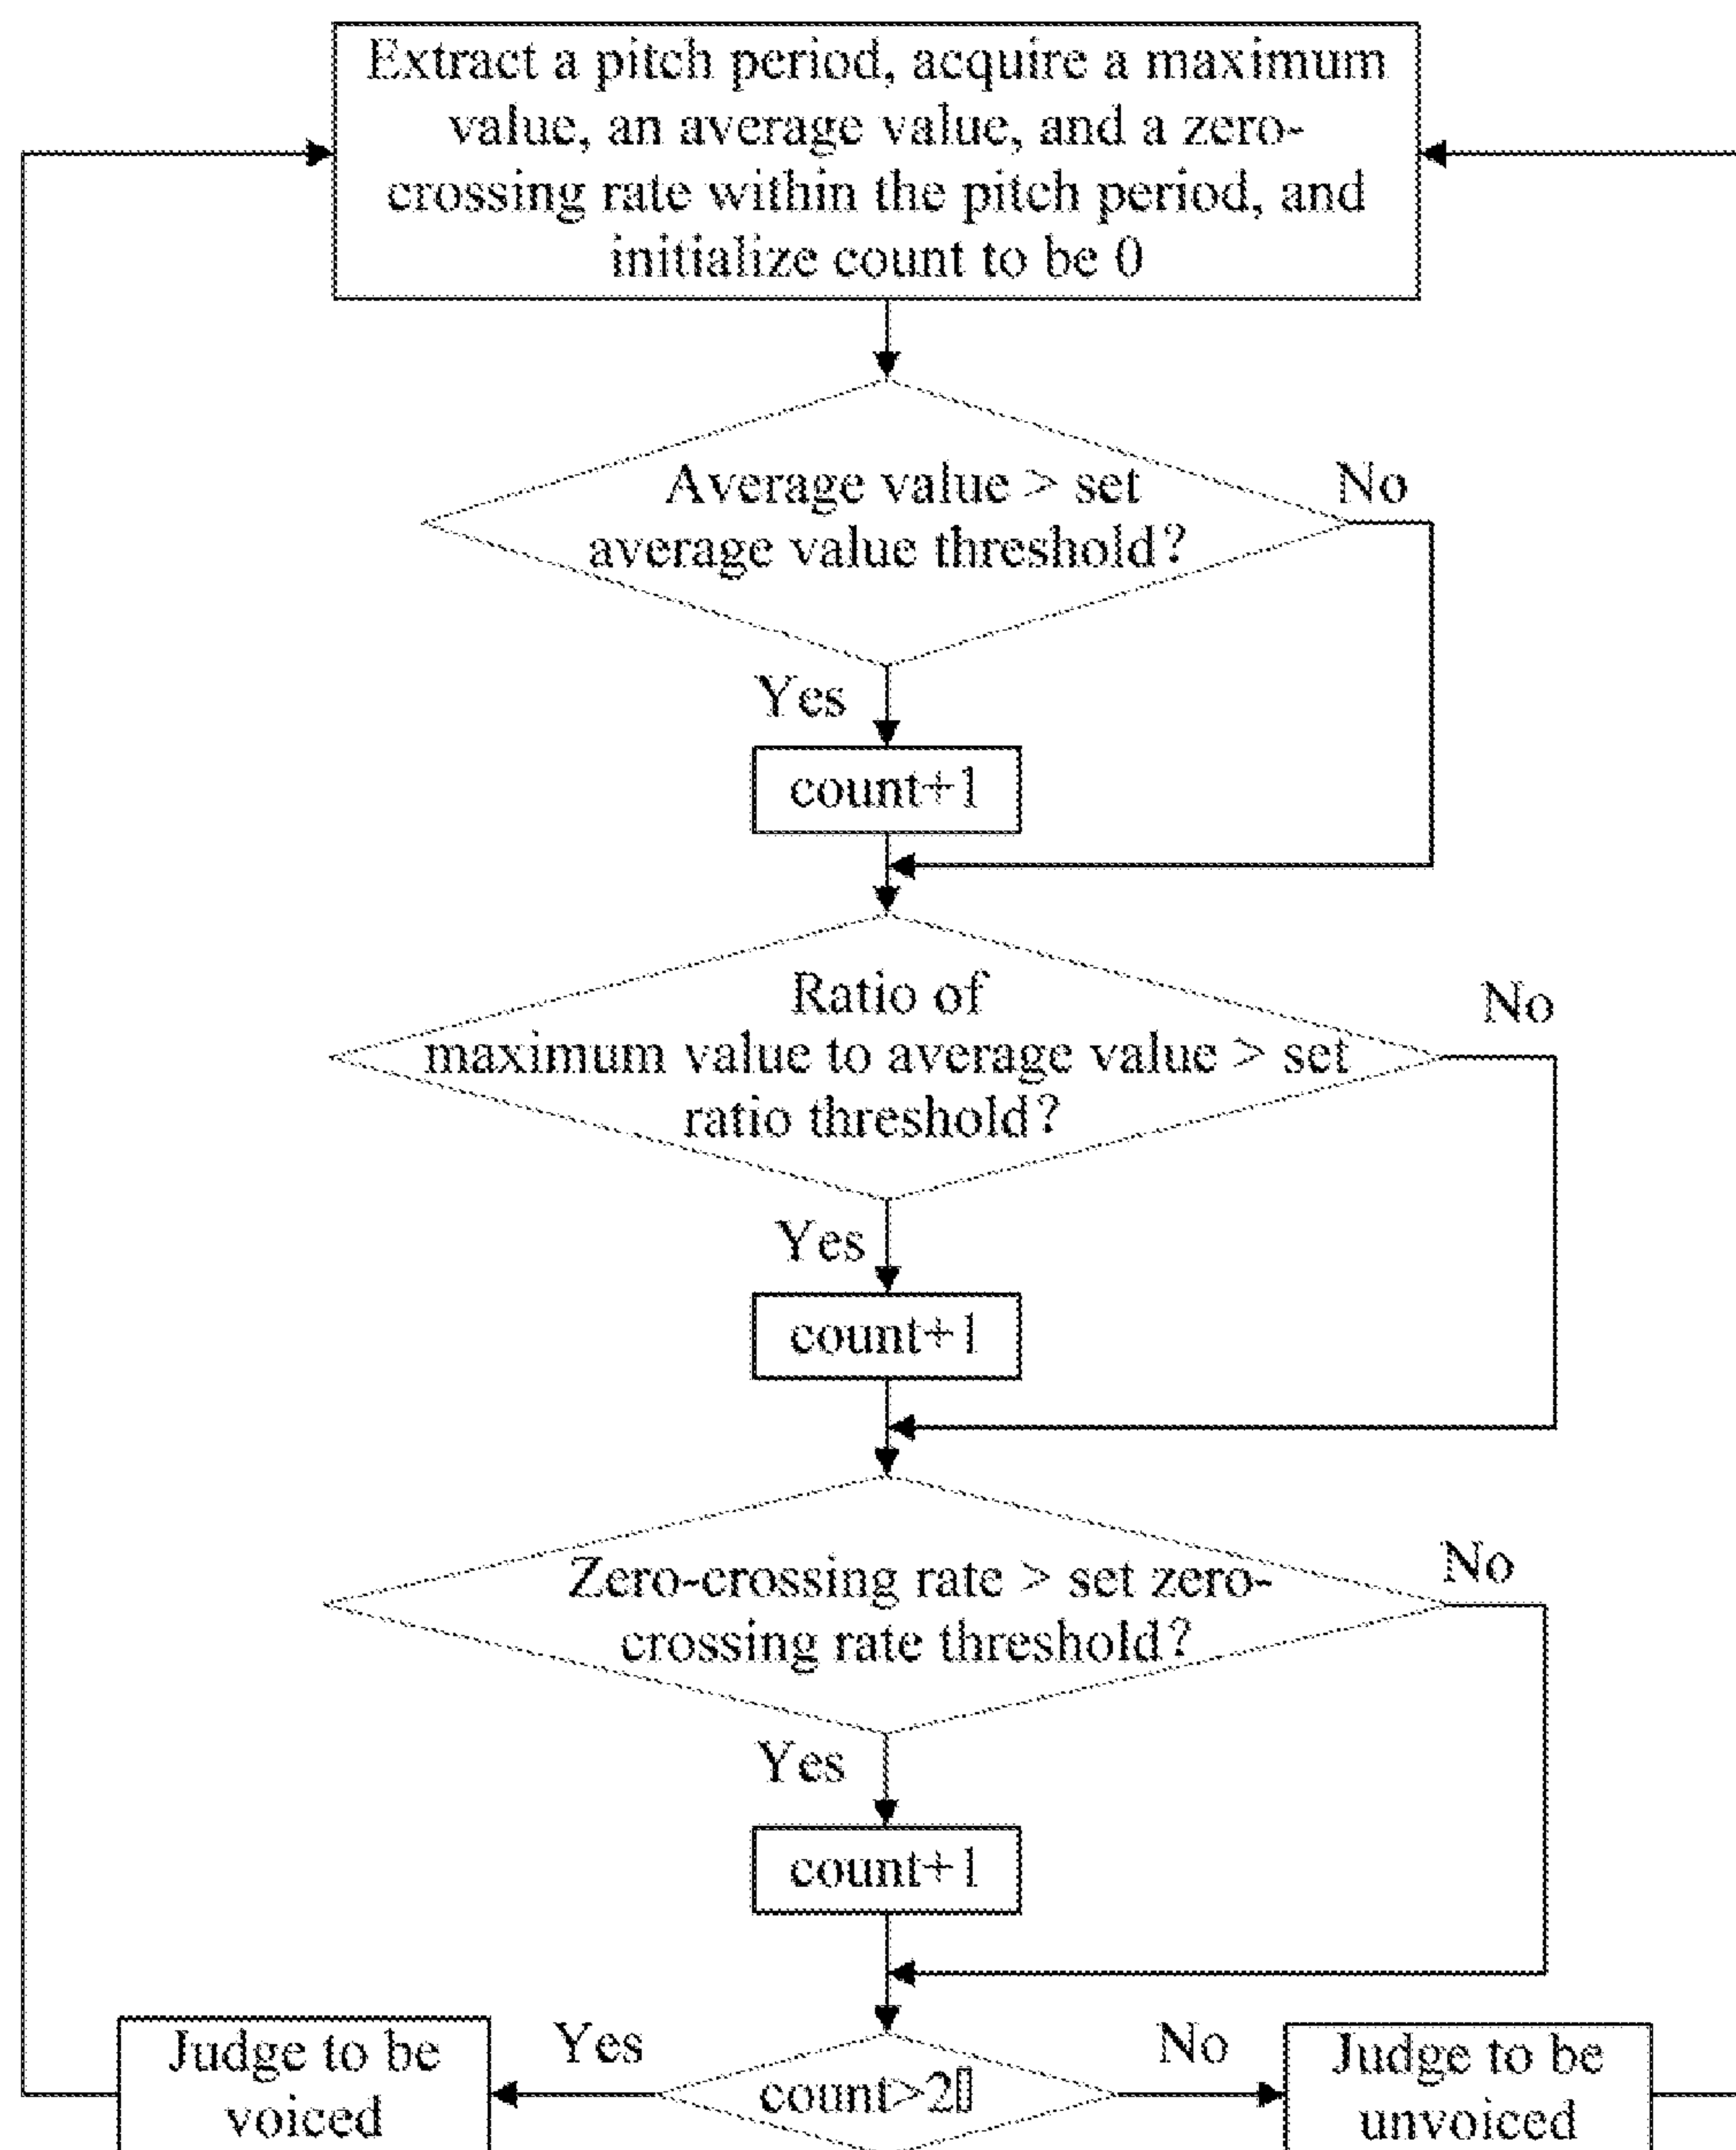 Extract a pitch period, acquire a maximum
value, an average value, and a zero-
crossing rate within the pitch period, and
initialize count to be 0
Average value > set
average value threshold?
No
Yes
count+1
Ratio of
maximum value to average value > set
ratio threshold?
No
Yes
count+1
Zero-crossing rate > set zero-
crossing rate threshold?
No
Yes
count+1
Judge to be
voiced
Yes
count>2▯
No
Judge to be
unvoiced